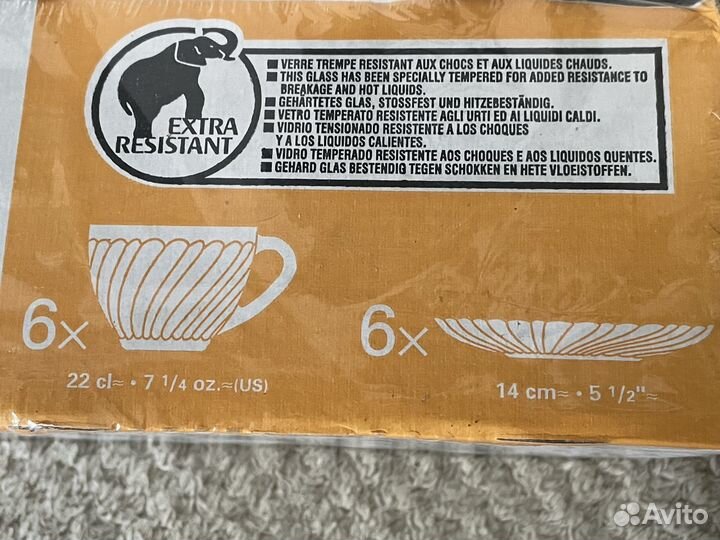 EXTRA
RESISTANT
■ VERRE TREMPE RESISTANT AUX CHOCS ET AUX LIQUIDES CHAUDS.
■ THIS GLASS HAS BEEN SPECIALLY TEMPERED FOR ADDED RESISTANCE TO
BREAKAGE AND HOT LIQUIDS.
■ GEHÄRTETES GLAS, STOSSFEST UND HITZEBESTÄNDIG.
■ VETRO TEMPERATO RESISTENTE AGLI URTI ED AI LIQUIDI CALDI.
■ VIDRIO TENSIONADO RESISTENTE A LOS CHOQUES
Y A LOS LIQUIDOS CALIENTES.
■ VIDRO TEMPERADO RESISTENTE AOS CHOQUES E AOS LIQUIDOS QUENTES.
■ GEHARD GLAS BESTENDIG TEGEN SCHOKKEN EN HETE VLOEISTOFFEN.
6x
22 cl≈ • 7 1/4 oz.≈(US)
6x
14 cm≈ • 5 1/2"≈
Avito